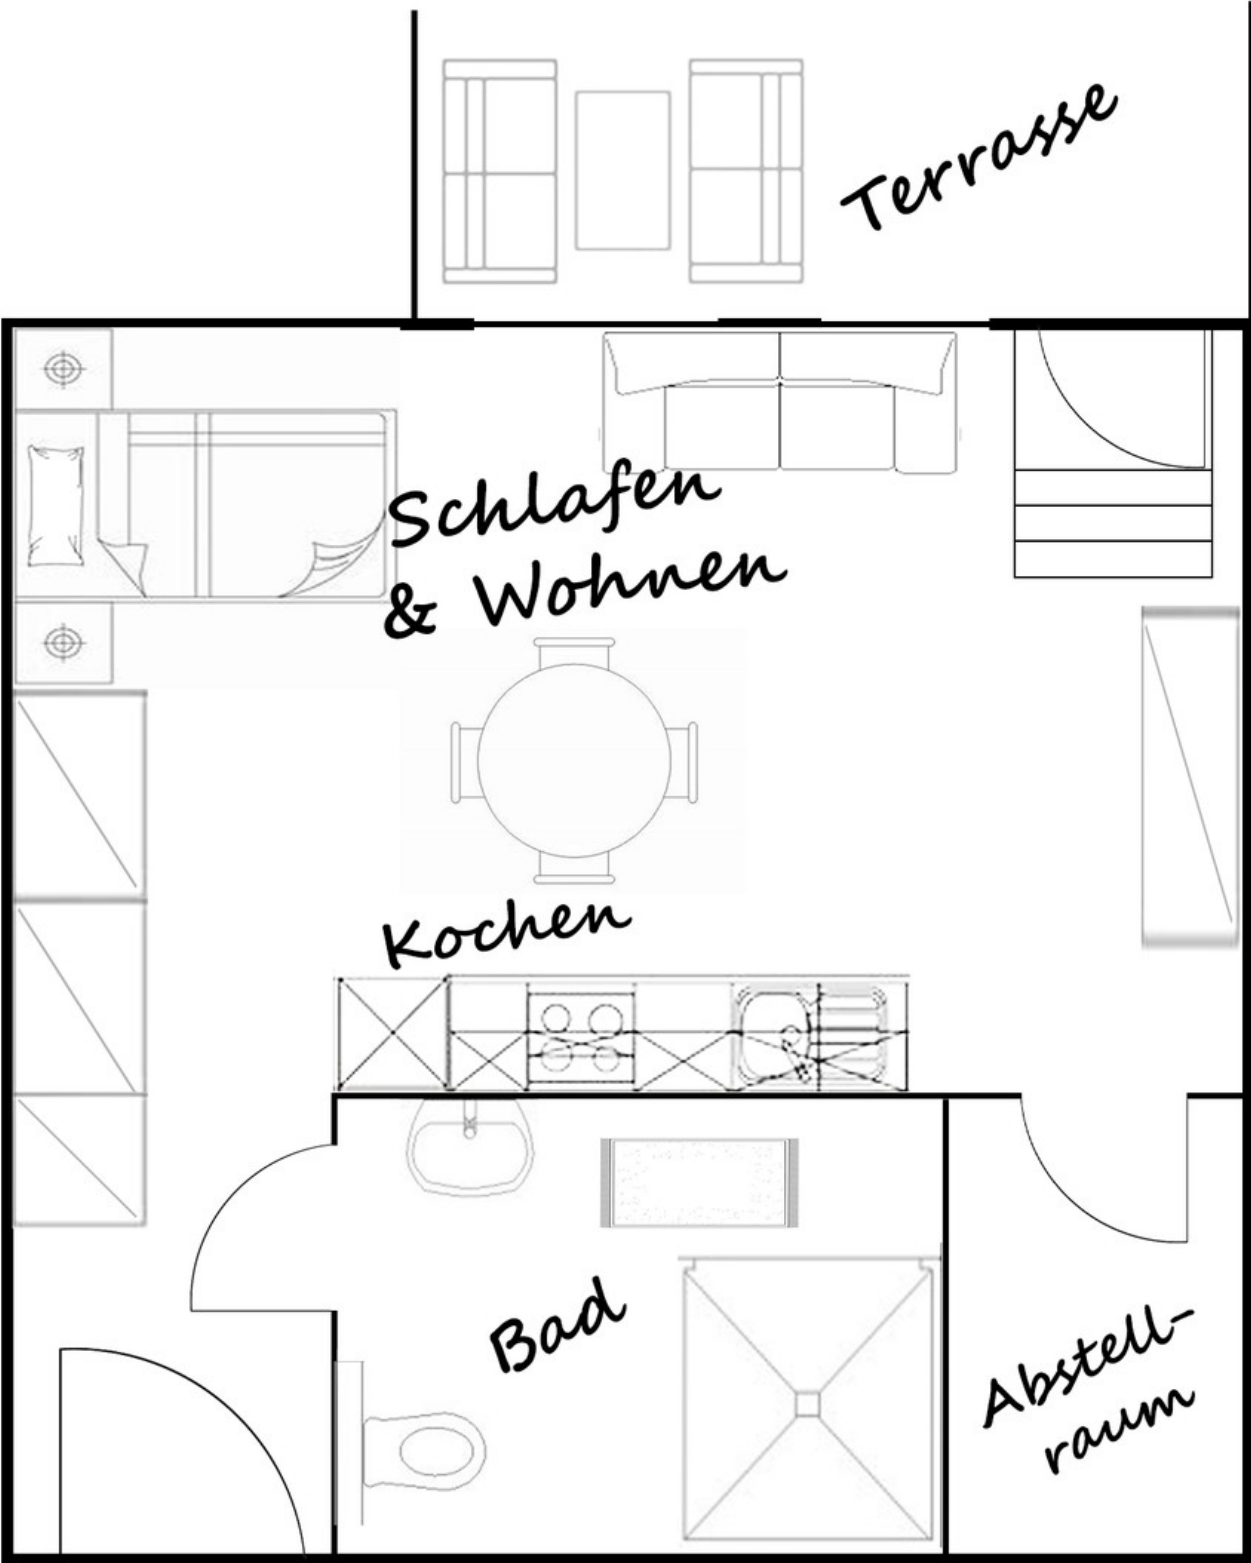 Terrasse
Schlafen
& Wohnen
Kochen
Bad
Abstell-
raum